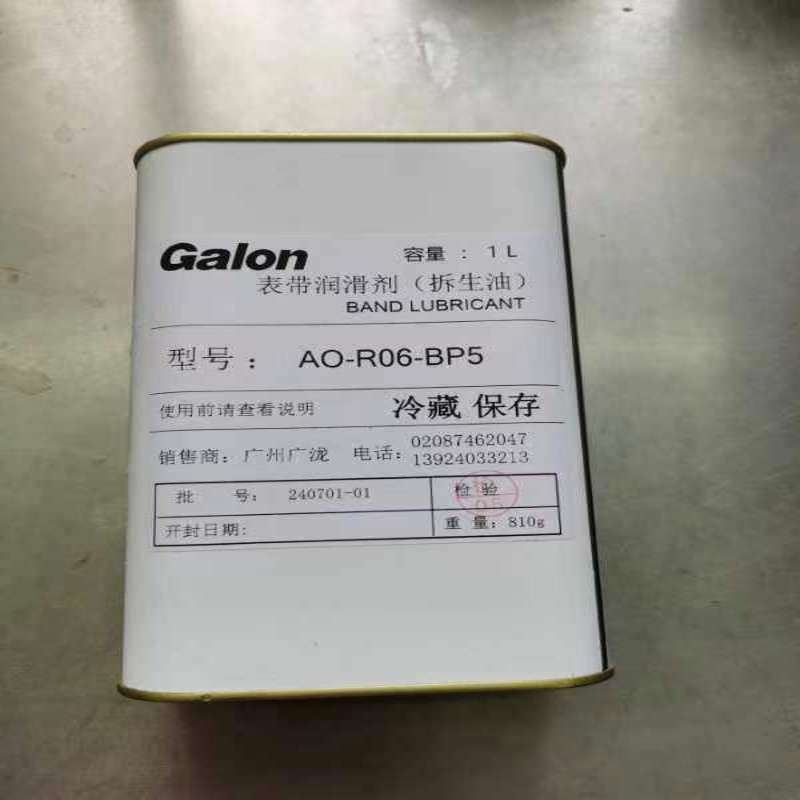 Galon 容量 : 1L
表带润滑剂（拆生油）
BAND LUBRICANT
型号： AO-R06-BP5
使用前请查看说明 冷藏 保存
销售商：广州广泷 电话：02087462047
13924033213
批 号： 240701-01 检 验
开封日期: 重 量：810g